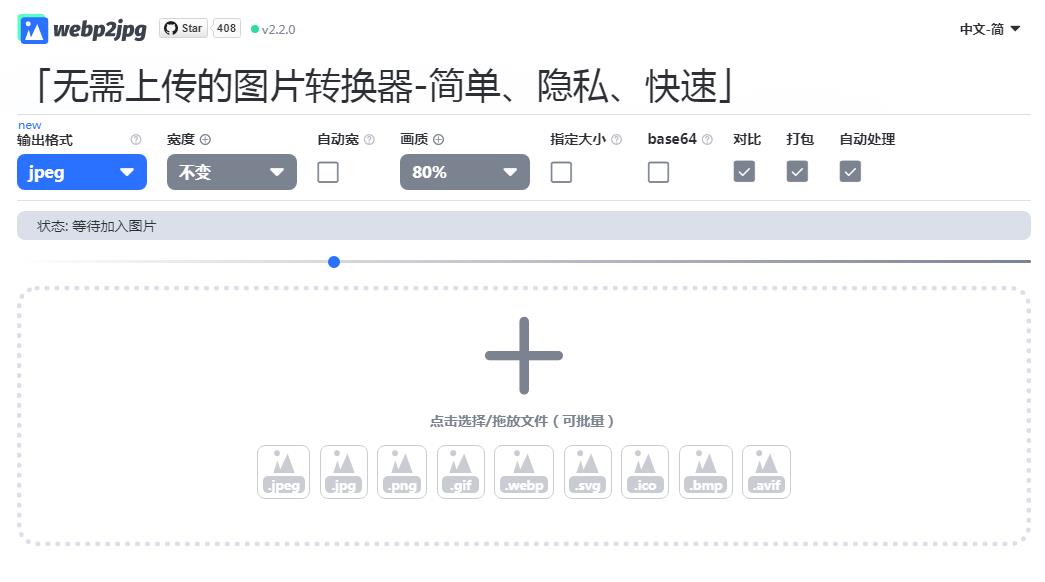 webp2jpg Star 408 v2.2.0 中文-简
「无需上传的图片转换器-简单、隐私、快速」
new
输出格式 宽度 自动宽 画质 指定大小 base64 对比 打包 自动处理
jpeg 不变 80%
状态: 等待加入图片
点击选择/拖放文件（可批量）
.jpeg .jpg .png .gif .webp .svg .ico .bmp .avif